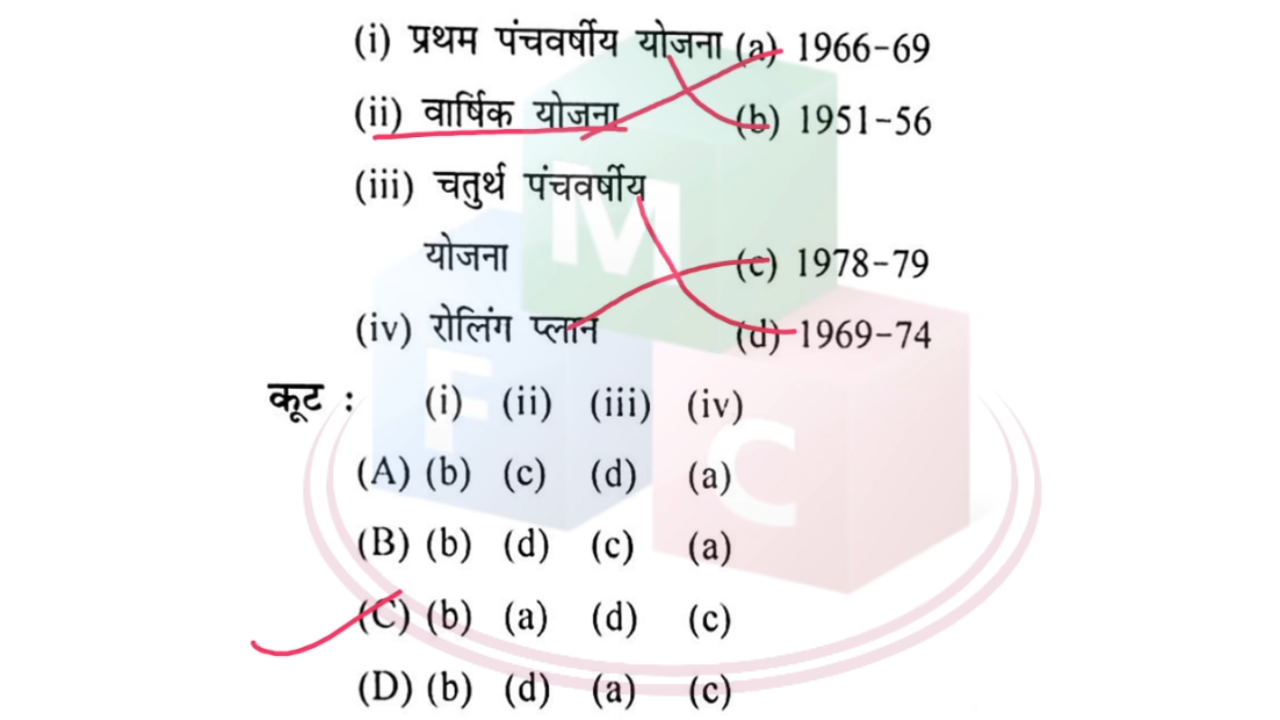 (i) प्रथम पंचवर्षीय योजना (a) 1966-69
(ii) वार्षिक योजना (b) 1951-56
(iii) चतुर्थ पंचवर्षीय
योजना (c) 1978-79
(iv) रोलिंग प्लान (d) 1969-74
कूट : (i) (ii) (iii) (iv)
(A) (b) (c) (d) (a)
(B) (b) (d) (c) (a)
(C) (b) (a) (d) (c)
(D) (b) (d) (a) (c)
M
F
C